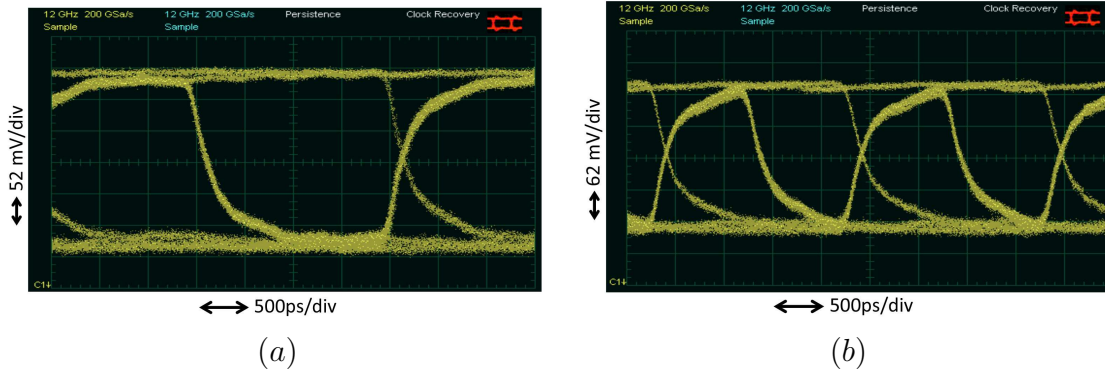 12 GHz 200 GSa/s 12 GHz 200 GSa/s Persistence Clock Recovery
Sample Sample
52 mV/div
C1
500ps/div
(a)
12 GHz 200 GSa/s 12 GHz 200 GSa/s Persistence Clock Recovery
Sample Sample
62 mV/div
C1
500ps/div
(b)